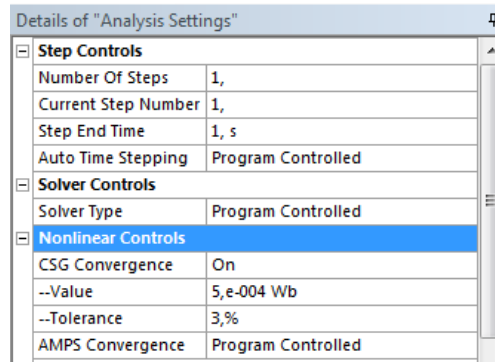 Details of "Analysis Settings"
Step Controls
Number Of Steps 1,
Current Step Number 1,
Step End Time 1, s
Auto Time Stepping Program Controlled
Solver Controls
Solver Type Program Controlled
Nonlinear Controls
CSG Convergence On
--Value 5,e-004 Wb
--Tolerance 3,%
AMPS Convergence Program Controlled